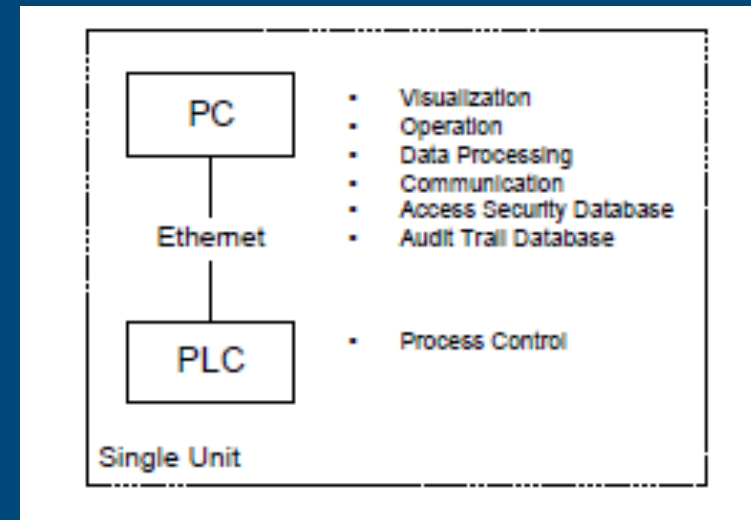 PC
▪ Visualization
▪ Operation
▪ Data Processing
▪ Communication
▪ Access Security Database
▪ Audit Trail Database
Ethernet
PLC
▪ Process Control
Single Unit